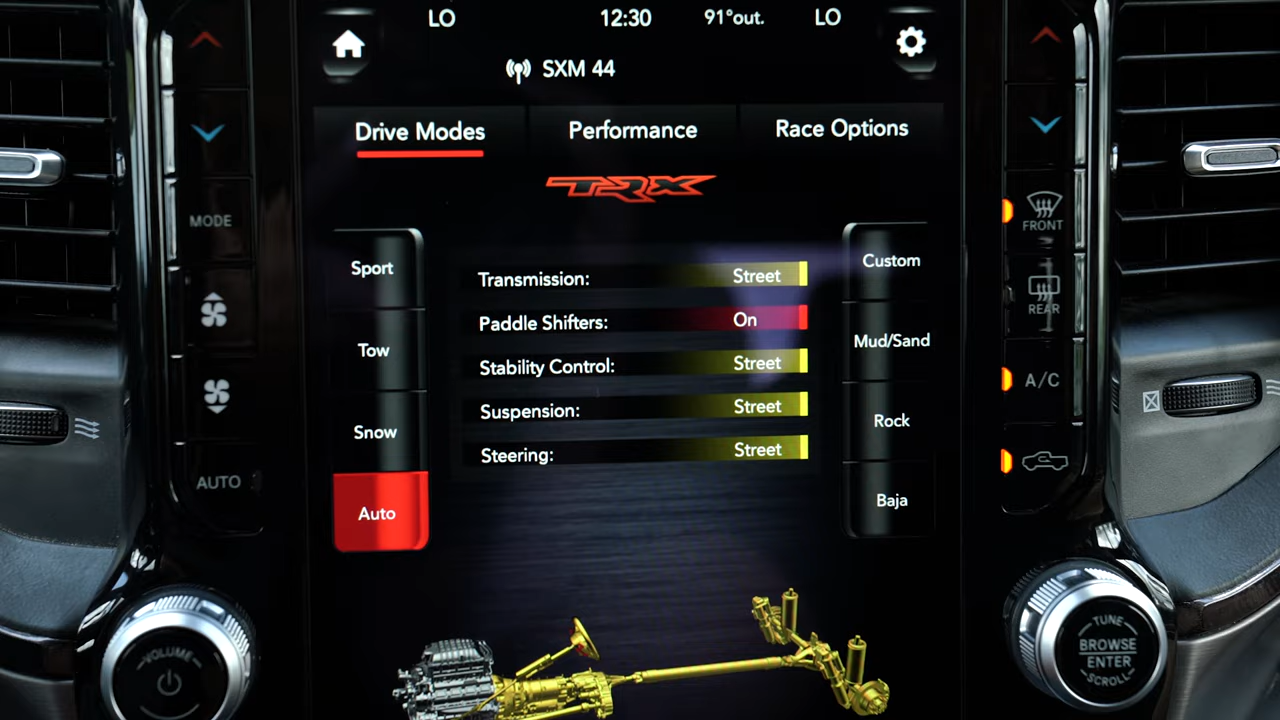 LO 12:30 91°out. LO
SXM 44
Drive Modes Performance Race Options
TRX
Sport
Tow
Snow
Auto
Transmission: Street
Paddle Shifters: On
Stability Control: Street
Suspension: Street
Steering: Street
Custom
Mud/Sand
Rock
Baja
MODE
AUTO
FRONT
REAR
A/C
VOLUME
TUNE
BROWSE
ENTER
SCROLL